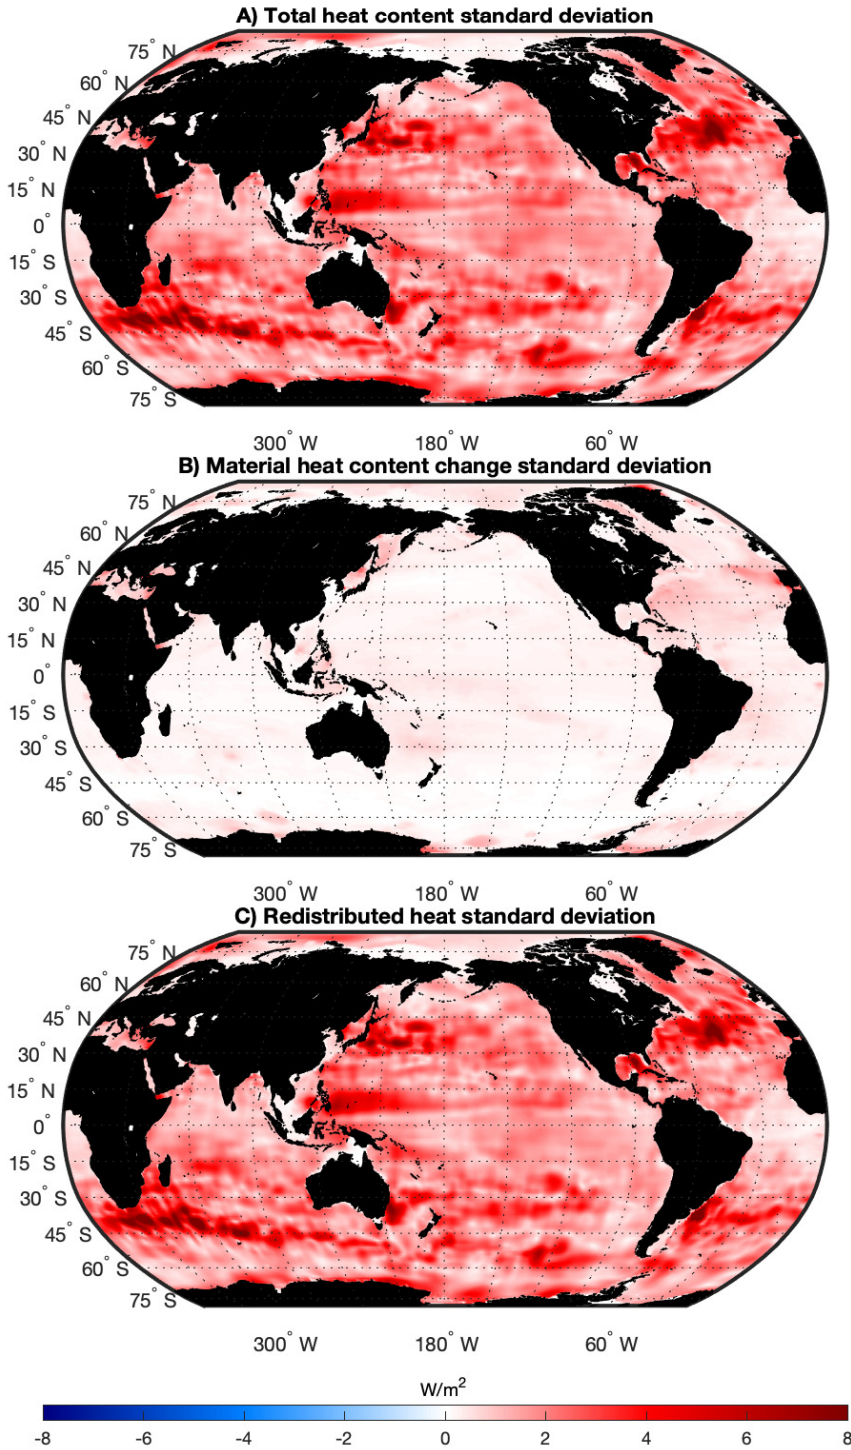 A) Total heat content standard deviation
75° N
60° N
45° N
30° N
15° N
0°
15° S
30° S
45° S
60° S
75° S
300° W 180° W 60° W
B) Material heat content change standard deviation
75° N
60° N
45° N
30° N
15° N
0°
15° S
30° S
45° S
60° S
75° S
300° W 180° W 60° W
C) Redistributed heat standard deviation
75° N
60° N
45° N
30° N
15° N
0°
15° S
30° S
45° S
60° S
75° S
300° W 180° W 60° W
W/m²
-8 -6 -4 -2 0 2 4 6 8